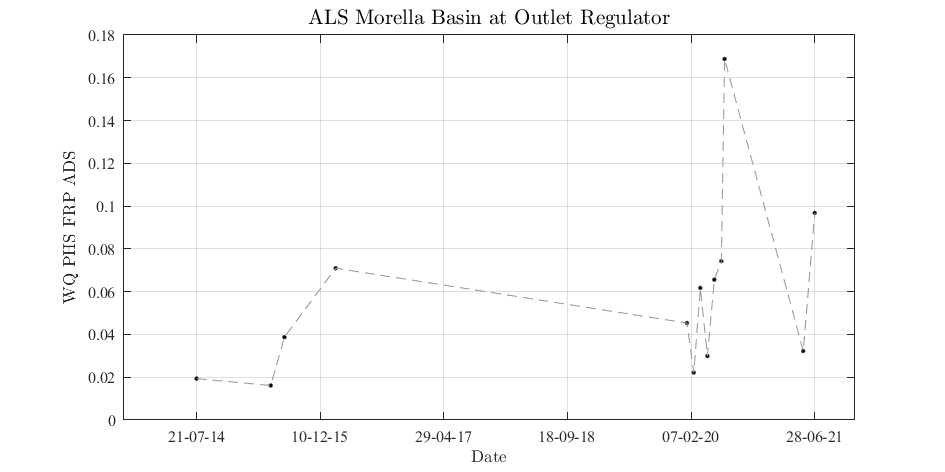 ALS Morella Basin at Outlet Regulator
0.18
0.16
0.14
0.12
0.1
0.08
0.06
0.04
0.02
0
WQ PHS FRP ADS
21-07-14 10-12-15 29-04-17 18-09-18 07-02-20 28-06-21
Date